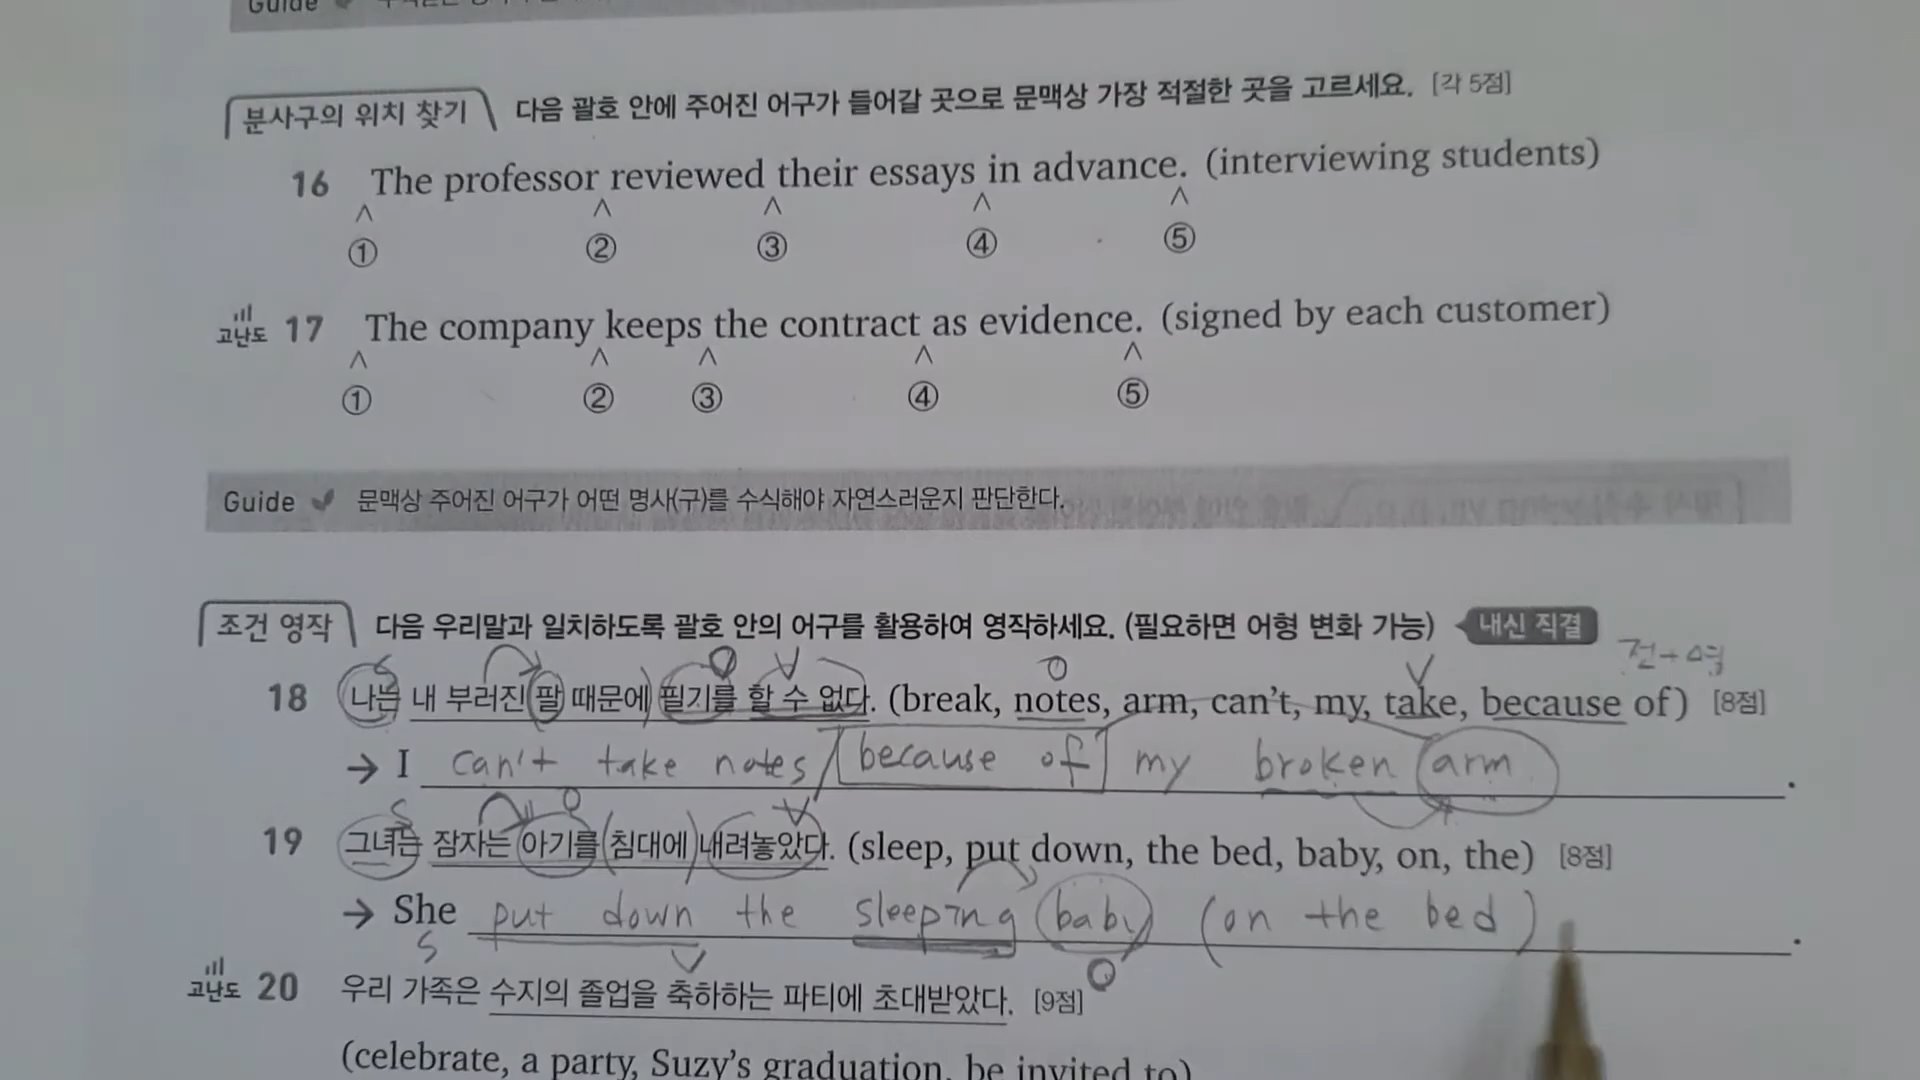 Guide
분사구의 위치 찾기 다음 괄호 안에 주어진 어구가 들어갈 곳으로 문맥상 가장 적절한 곳을 고르세요. [각 5점]
16 The professor reviewed their essays in advance. (interviewing students)
① ② ③ ④ ⑤
고난도 17 The company keeps the contract as evidence. (signed by each customer)
① ② ③ ④ ⑤
Guide 문맥상 주어진 어구가 어떤 명사(구)를 수식해야 자연스러운지 판단한다.
조건 영작 다음 우리말과 일치하도록 괄호 안의 어구를 활용하여 영작하세요. (필요하면 어형 변화 가능) 내신 직결
S O V O V 전+명
18 나는 내 부러진 팔 때문에 필기를 할 수 없다. (break, notes, arm, can't, my, take, because of) [8점]
→ I can't take notes / because of my broken arm .
S O V
19 그녀는 잠자는 아기를 (침대에) 내려놓았다. (sleep, put down, the bed, baby, on, the) [8점]
→ She put down the sleeping baby (on the bed) .
S V O
고난도 20 우리 가족은 수지의 졸업을 축하하는 파티에 초대받았다. [9점]
(celebrate, a party, Suzy's graduation, be invited to)